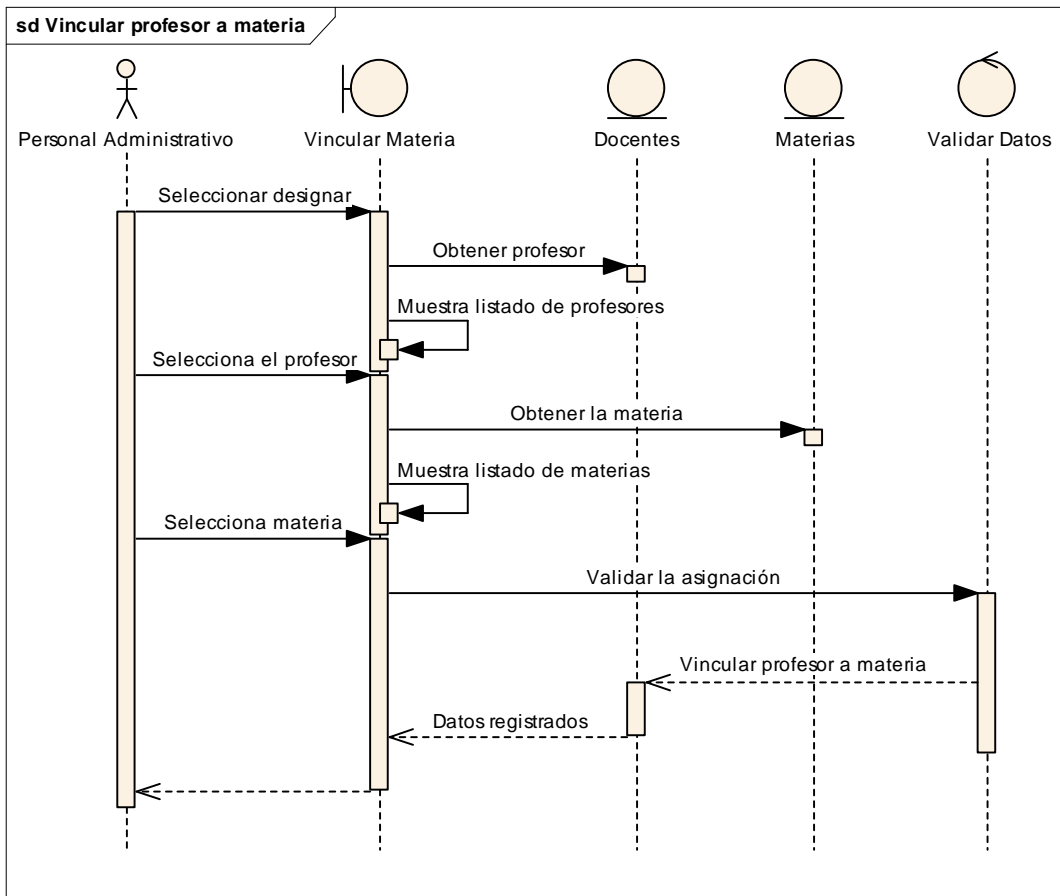 sd Vincular profesor a materia
Personal Administrativo
Vincular Materia
Docentes
Materias
Validar Datos
Seleccionar designar
Obtener profesor
Muestra listado de profesores
Selecciona el profesor
Obtener la materia
Muestra listado de materias
Selecciona materia
Validar la asignación
Vincular profesor a materia
Datos registrados